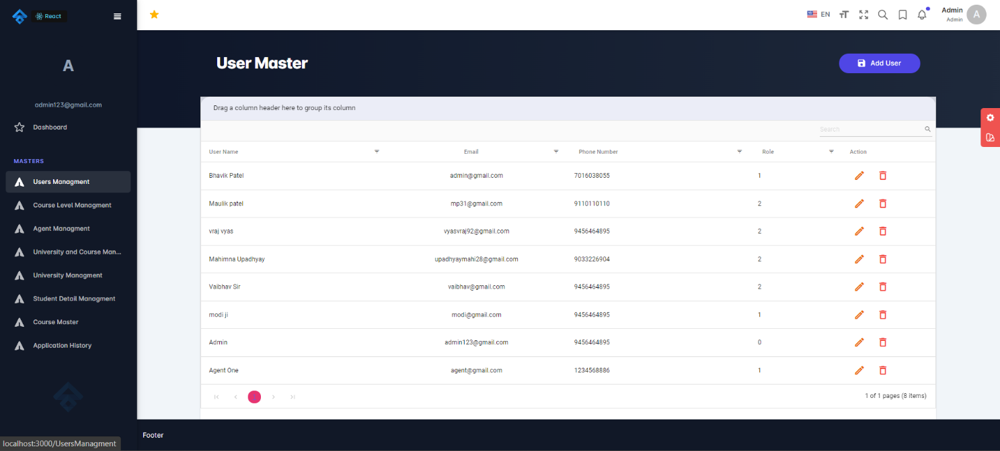 React
EN
Admin
Admin
A
A
admin123@gmail.com
Dashboard
MASTERS
Users Managment
Course Level Managment
Agent Managment
University and Course Man...
University Managment
Student Detail Managment
Course Master
Application History
User Master
Add User
Drag a column header here to group its column
Search
User Name Email Phone Number Role Action
Bhavik Patel admin@gmail.com 7016038055 1
Maulik patel mp31@gmail.com 9110110110 2
vraj vyas vyasvraj92@gmail.com 9456464895 2
Mahimna Upadhyay upadhyaymahi28@gmail.com 9033226904 2
Vaibhav Sir vaibhav@gmail.com 9456464895 2
modi ji modi@gmail.com 9456464895 1
Admin admin123@gmail.com 9456464895 0
Agent One agent@gmail.com 1234568886 1
1 of 1 pages (8 items)
Footer
localhost:3000/UsersManagment